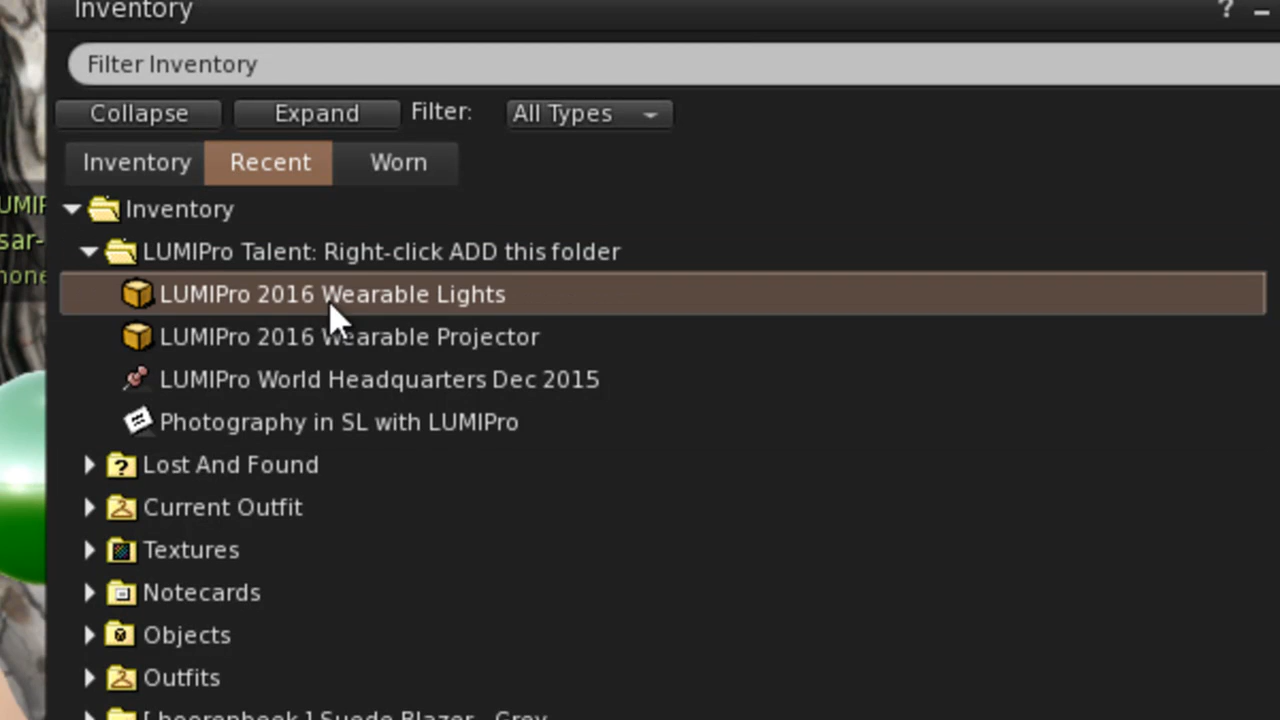 Inventory ? –
Filter Inventory
Collapse Expand Filter: All Types
Inventory Recent Worn
Inventory
LUMIPro Talent: Right-click ADD this folder
LUMIPro 2016 Wearable Lights
LUMIPro 2016 Wearable Projector
LUMIPro World Headquarters Dec 2015
Photography in SL with LUMIPro
Lost And Found
Current Outfit
Textures
Notecards
Objects
Outfits